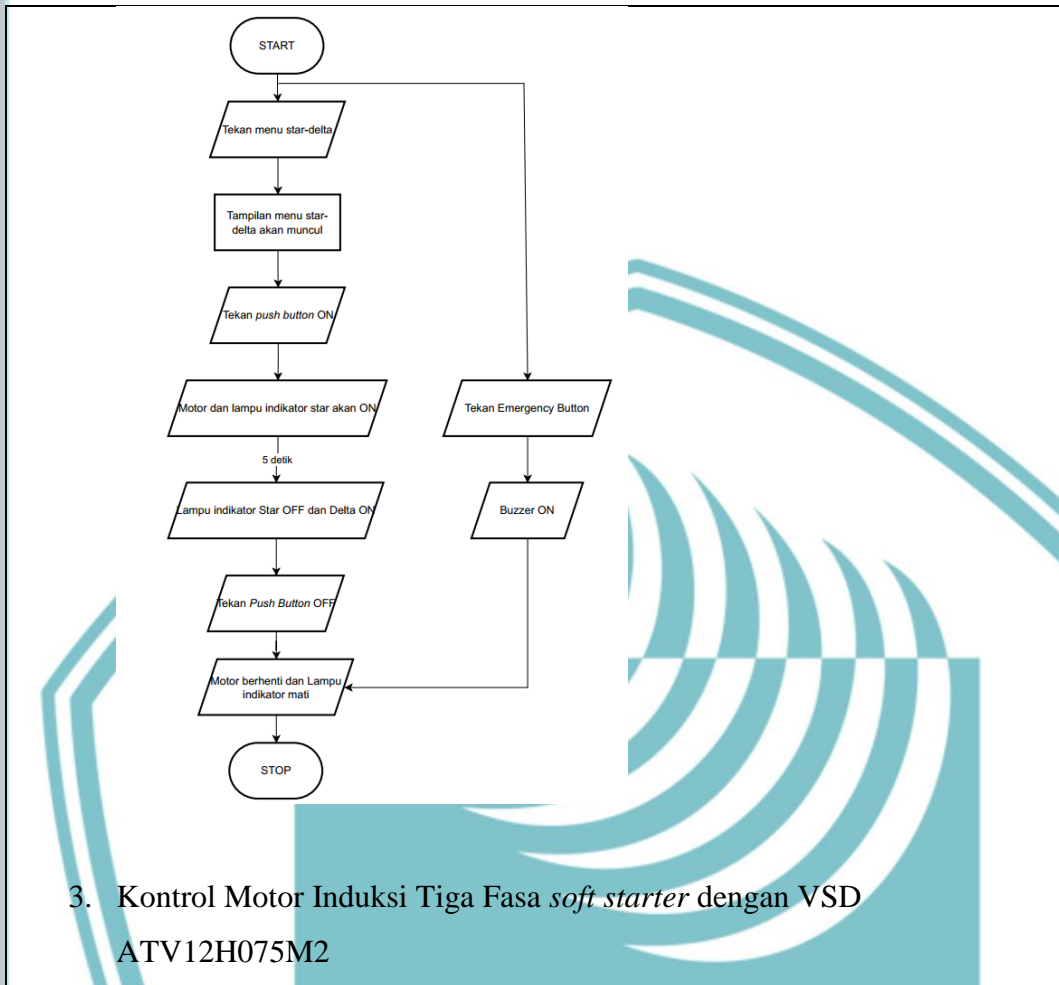 START
Tekan menu star-delta
Tampilan menu star-
delta akan muncul
Tekan push button ON
Motor dan lampu indikator star akan ON
5 detik
Lampu indikator Star OFF dan Delta ON
Tekan Push Button OFF
Motor berhenti dan Lampu
indikator mati
STOP
Tekan Emergency Button
Buzzer ON
3. Kontrol Motor Induksi Tiga Fasa soft starter dengan VSD
ATV12H075M2